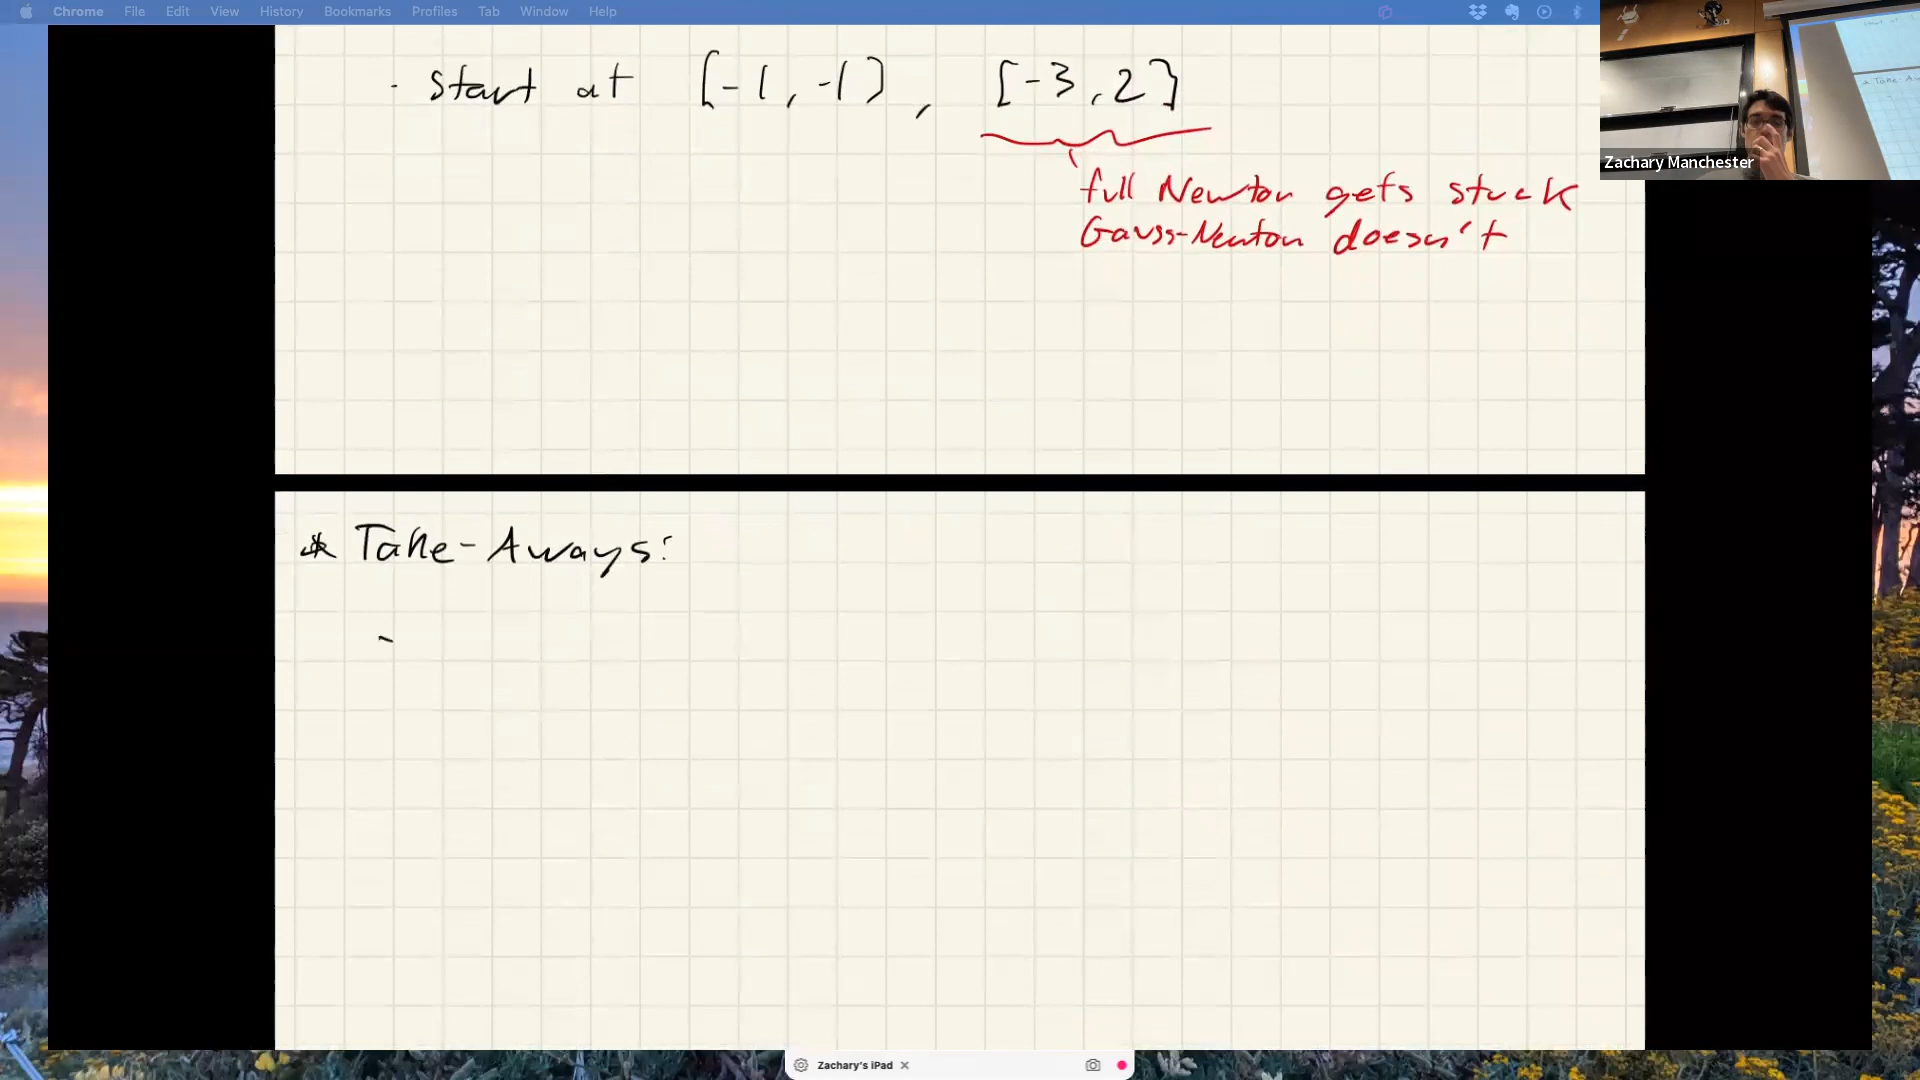 Chrome File Edit View History Bookmarks Profiles Tab Window Help
· Start at [-1, -1], [-3, 2]
Zachary Manchester
full Newton gets stuck
Gauss-Newton doesn't
* Take-Aways:
-
Zachary's iPad